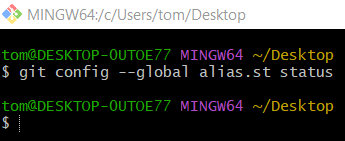 MINGW64:/c/Users/tom/Desktop
tom@DESKTOP-OUTOE77 MINGW64 ~/Desktop
$ git config --global alias.st status
tom@DESKTOP-OUTOE77 MINGW64 ~/Desktop
$